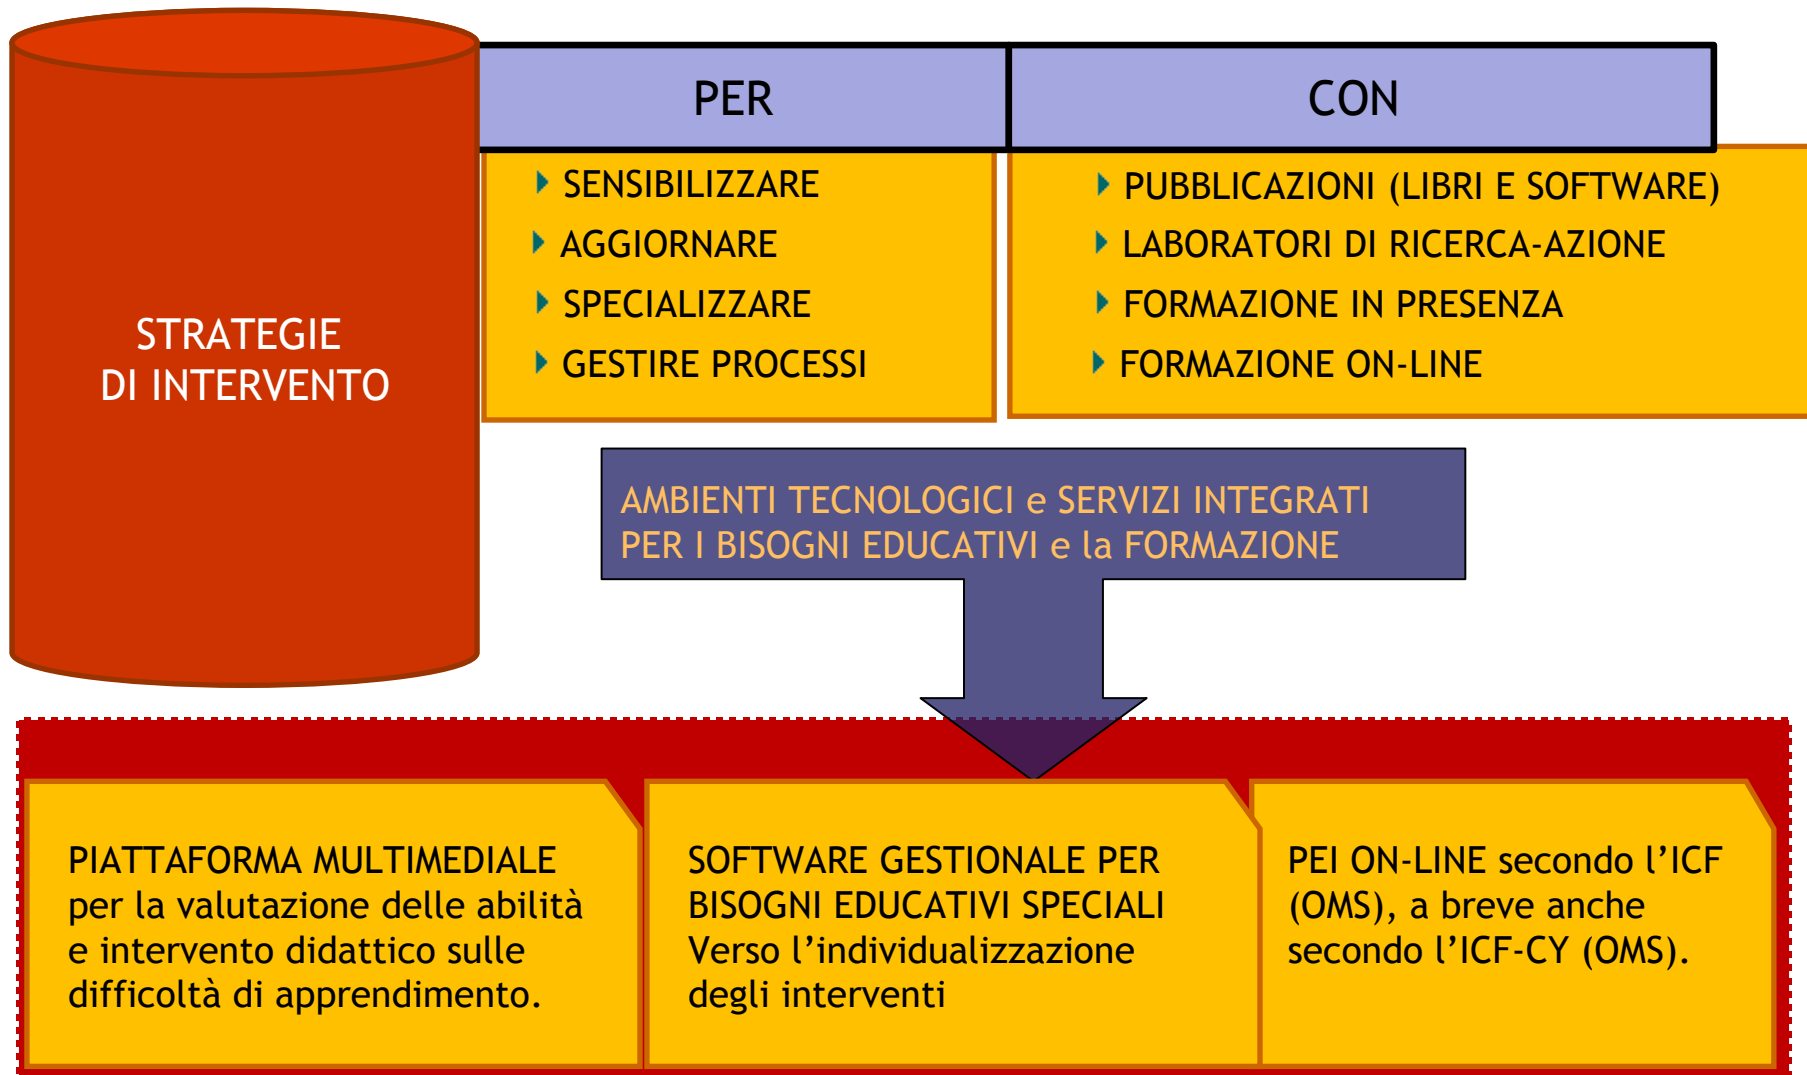 STRATEGIE
DI INTERVENTO
PER
SENSIBILIZZARE
AGGIORNARE
SPECIALIZZARE
GESTIRE PROCESSI
CON
PUBBLICAZIONI (LIBRI E SOFTWARE)
LABORATORI DI RICERCA-AZIONE
FORMAZIONE IN PRESENZA
FORMAZIONE ON-LINE
AMBIENTI TECNOLOGICI e SERVIZI INTEGRATI
PER I BISOGNI EDUCATIVI e la FORMAZIONE
PIATTAFORMA MULTIMEDIALE
per la valutazione delle abilità
e intervento didattico sulle
difficoltà di apprendimento.
SOFTWARE GESTIONALE PER
BISOGNI EDUCATIVI SPECIALI
Verso l’individualizzazione
degli interventi
PEI ON-LINE secondo l’ICF
(OMS), a breve anche
secondo l’ICF-CY (OMS).